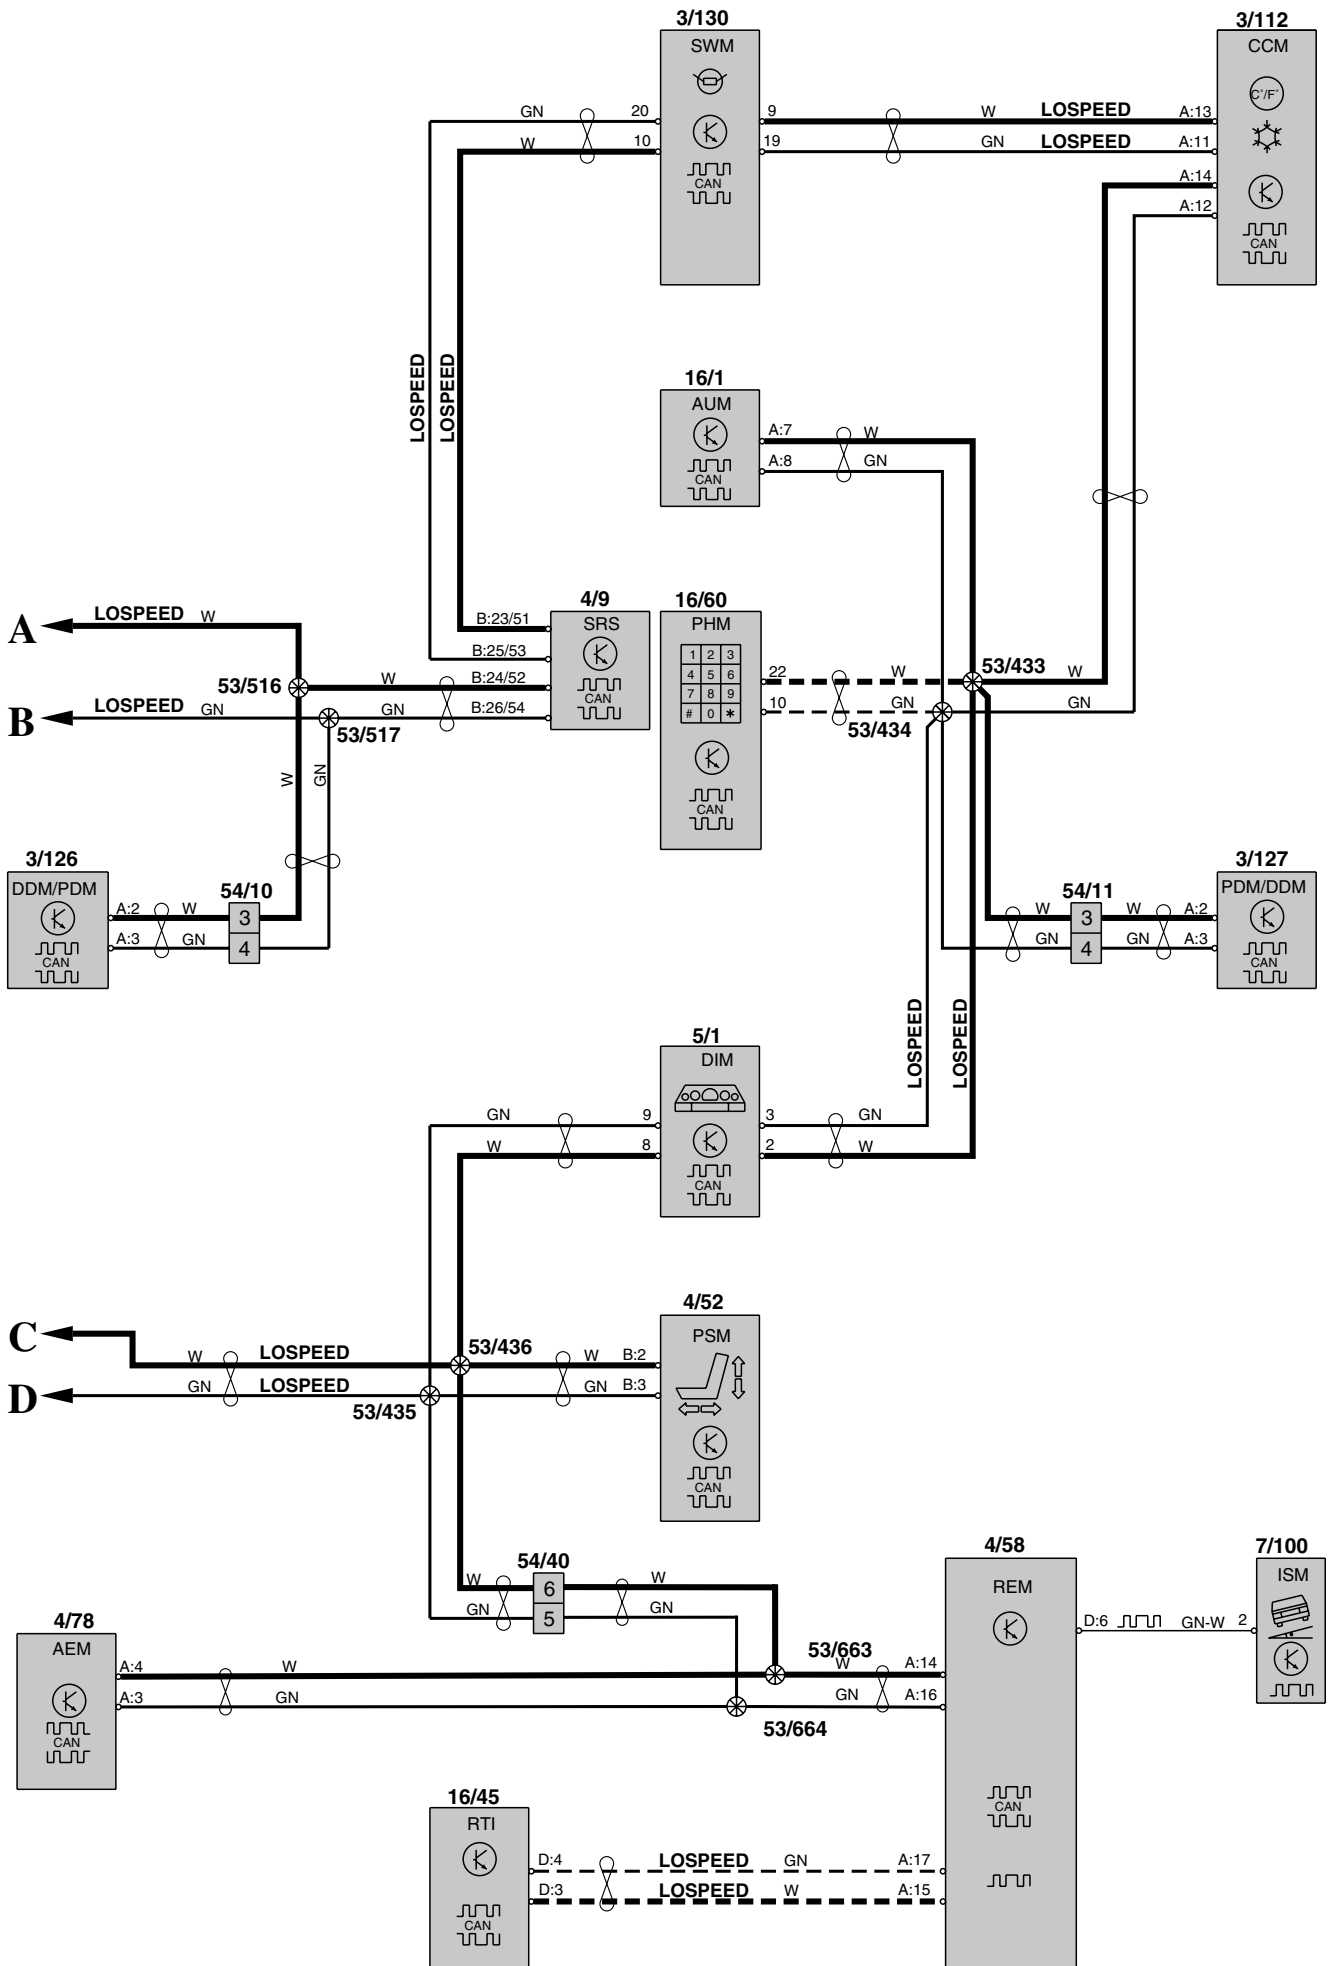 3/130
SWM
CAN
3/112
CCM
C°/F°
CAN
GN 20
W 10
9 W LOSPEED A:13
19 GN LOSPEED A:11
A:14
A:12
LOSPEED
LOSPEED
16/1
AUM
CAN
A:7 W
A:8 GN
A LOSPEED W
53/516
W B:24/52
B LOSPEED GN
GN B:26/54
53/517
B:23/51
B:25/53
4/9
SRS
CAN
16/60
PHM
1 2 3
4 5 6
7 8 9
# 0 *
CAN
22 W
53/433
W
10 GN
53/434
GN
W
GN
3/126
DDM/PDM
CAN
A:2 W
A:3 GN
54/10
3
4
3/127
PDM/DDM
CAN
54/11
W 3 W A:2
GN 4 GN A:3
LOSPEED
LOSPEED
5/1
DIM
CAN
GN 9
W 8
3 GN
2 W
C
W LOSPEED
53/436
W B:2
D
GN LOSPEED
53/435
GN B:3
4/52
PSM
CAN
54/40
W 6 W
GN 5 GN
4/78
AEM
CAN
A:4 W
A:3 GN
53/663
W A:14
GN A:16
53/664
4/58
REM
CAN
D:6 GN-W 2
7/100
ISM
16/45
RTI
CAN
D:4 LOSPEED GN A:17
D:3 LOSPEED W A:15